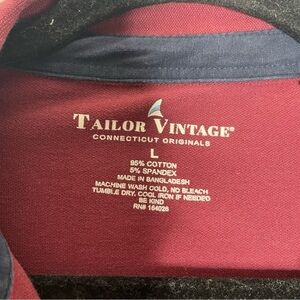 TAILOR VINTAGE®
CONNECTICUT ORIGINALS
L
95% COTTON
5% SPANDEX
MADE IN BANGLADESH
MACHINE WASH COLD, NO BLEACH
TUMBLE DRY, COOL IRON IF NEEDED
BE KIND
RN# 164026